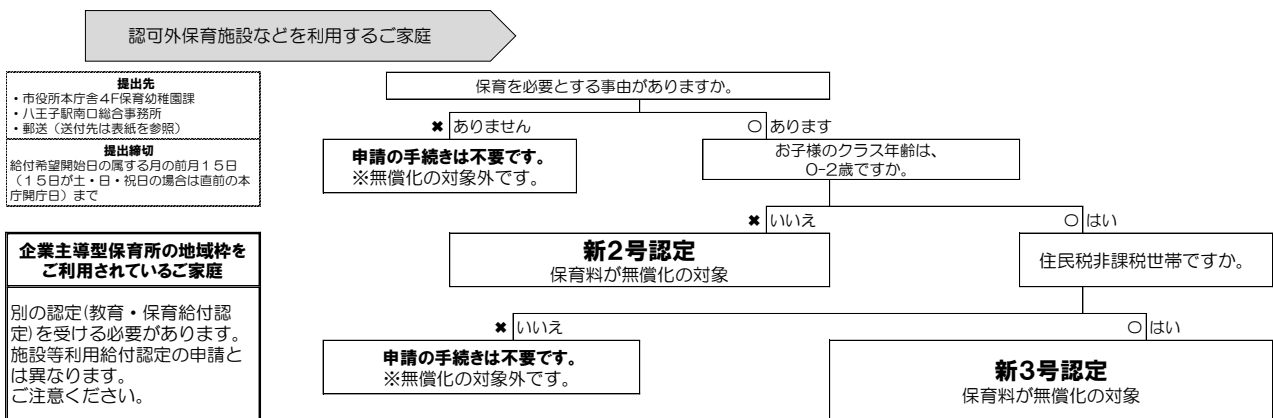 認可外保育施設などを利用するご家庭
提出先
・市役所本庁舎4F保育幼稚園課
・八王子駅南口総合事務所
・郵送（送付先は表紙を参照）
提出締切
給付希望開始日の属する月の前月15日
（15日が土・日・祝日の場合は直前の本
庁開庁日）まで
企業主導型保育所の地域枠を
ご利用されているご家庭
別の認定(教育・保育給付認
定)を受ける必要があります。
施設等利用給付認定の申請と
は異なります。
ご注意ください。
保育を必要とする事由がありますか。
✖ ありません
○ あります
申請の手続きは不要です。
※無償化の対象外です。
お子様のクラス年齢は、
0-2歳ですか。
✖ いいえ
○ はい
新2号認定
保育料が無償化の対象
住民税非課税世帯ですか。
✖ いいえ
○ はい
申請の手続きは不要です。
※無償化の対象外です。
新3号認定
保育料が無償化の対象